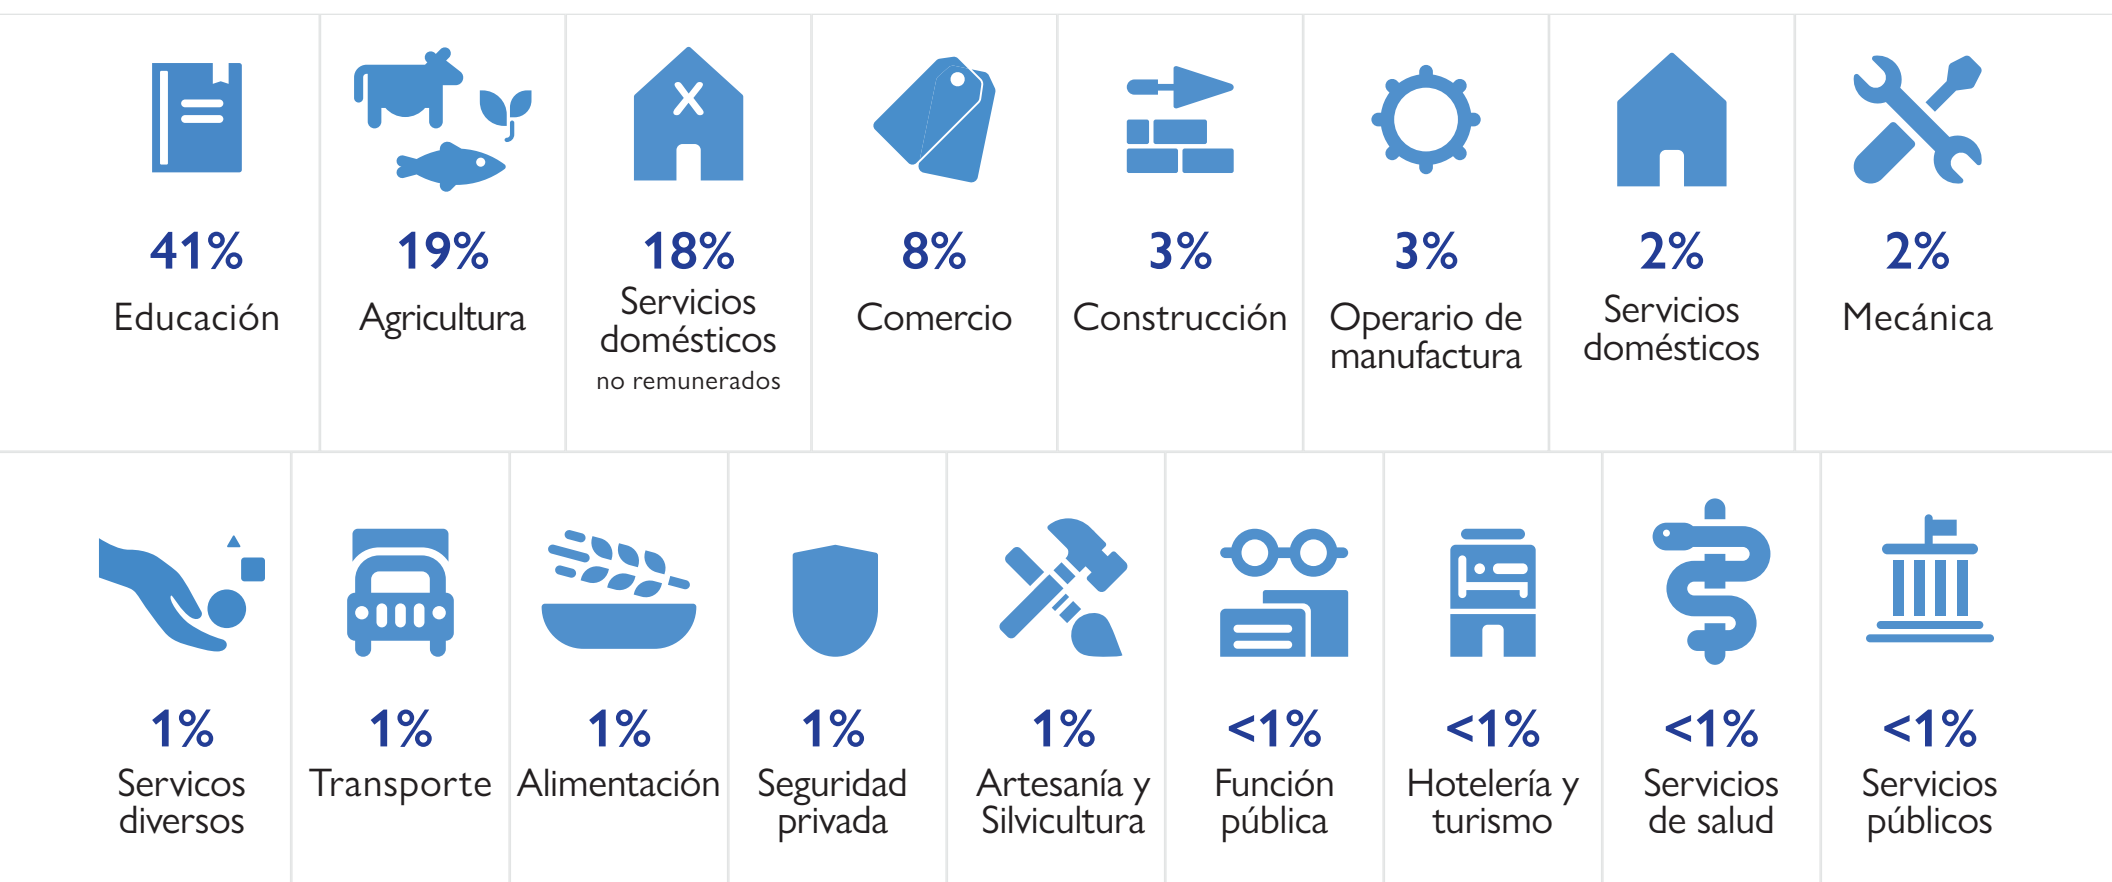 41%
Educación
19%
Agricultura
18%
Servicios
domésticos
no remunerados
8%
Comercio
3%
Construcción
3%
Operario de
manufactura
2%
Servicios
domésticos
2%
Mecánica
1%
Servicos
diversos
1%
Transporte
1%
Alimentación
1%
Seguridad
privada
1%
Artesanía y
Silvicultura
<1%
Función
pública
<1%
Hotelería y
turismo
<1%
Servicios
de salud
<1%
Servicios
públicos